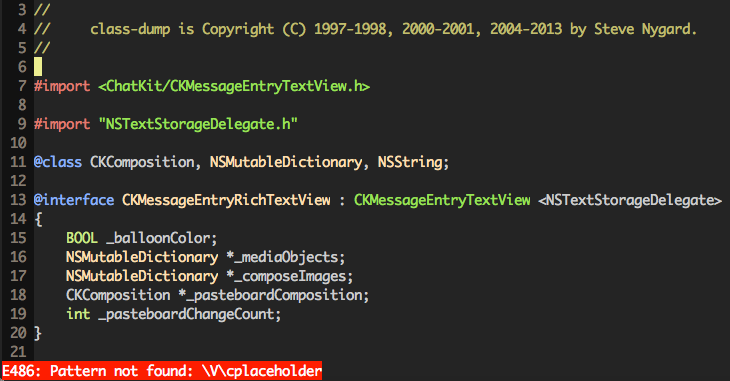 3 //
4 //     class-dump is Copyright (C) 1997-1998, 2000-2001, 2004-2013 by Steve Nygard.
5 //
6
7 #import <ChatKit/CKMessageEntryTextView.h>
8
9 #import "NSTextStorageDelegate.h"
10
11 @class CKComposition, NSMutableDictionary, NSString;
12
13 @interface CKMessageEntryRichTextView : CKMessageEntryTextView <NSTextStorageDelegate>
14 {
15     BOOL _balloonColor;
16     NSMutableDictionary *_mediaObjects;
17     NSMutableDictionary *_composeImages;
18     CKComposition *_pasteboardComposition;
19     int _pasteboardChangeCount;
20 }
21
E486: Pattern not found: \V\cplaceholder